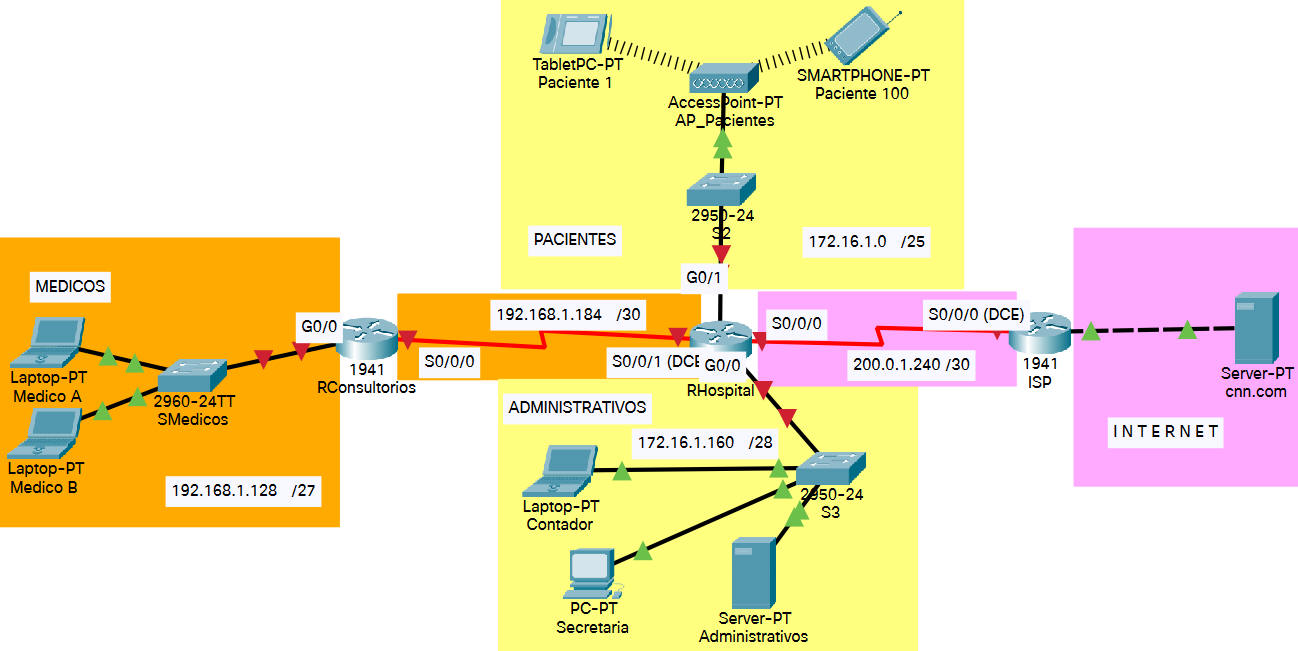 TabletPC-PT
Paciente 1
SMARTPHONE-PT
Paciente 100
AccessPoint-PT
AP_Pacientes
2950-24
S2
PACIENTES
172.16.1.0 /25
G0/1
MEDICOS
Laptop-PT
Medico A
Laptop-PT
Medico B
2960-24TT
SMedicos
192.168.1.128 /27
G0/0
1941
RConsultorios
S0/0/0
192.168.1.184 /30
S0/0/1 (DCE
G0/0
RHospital
S0/0/0
S0/0/0 (DCE)
200.0.1.240 /30
1941
ISP
Server-PT
cnn.com
I N T E R N E T
ADMINISTRATIVOS
172.16.1.160 /28
Laptop-PT
Contador
2950-24
S3
PC-PT
Secretaria
Server-PT
Administrativos